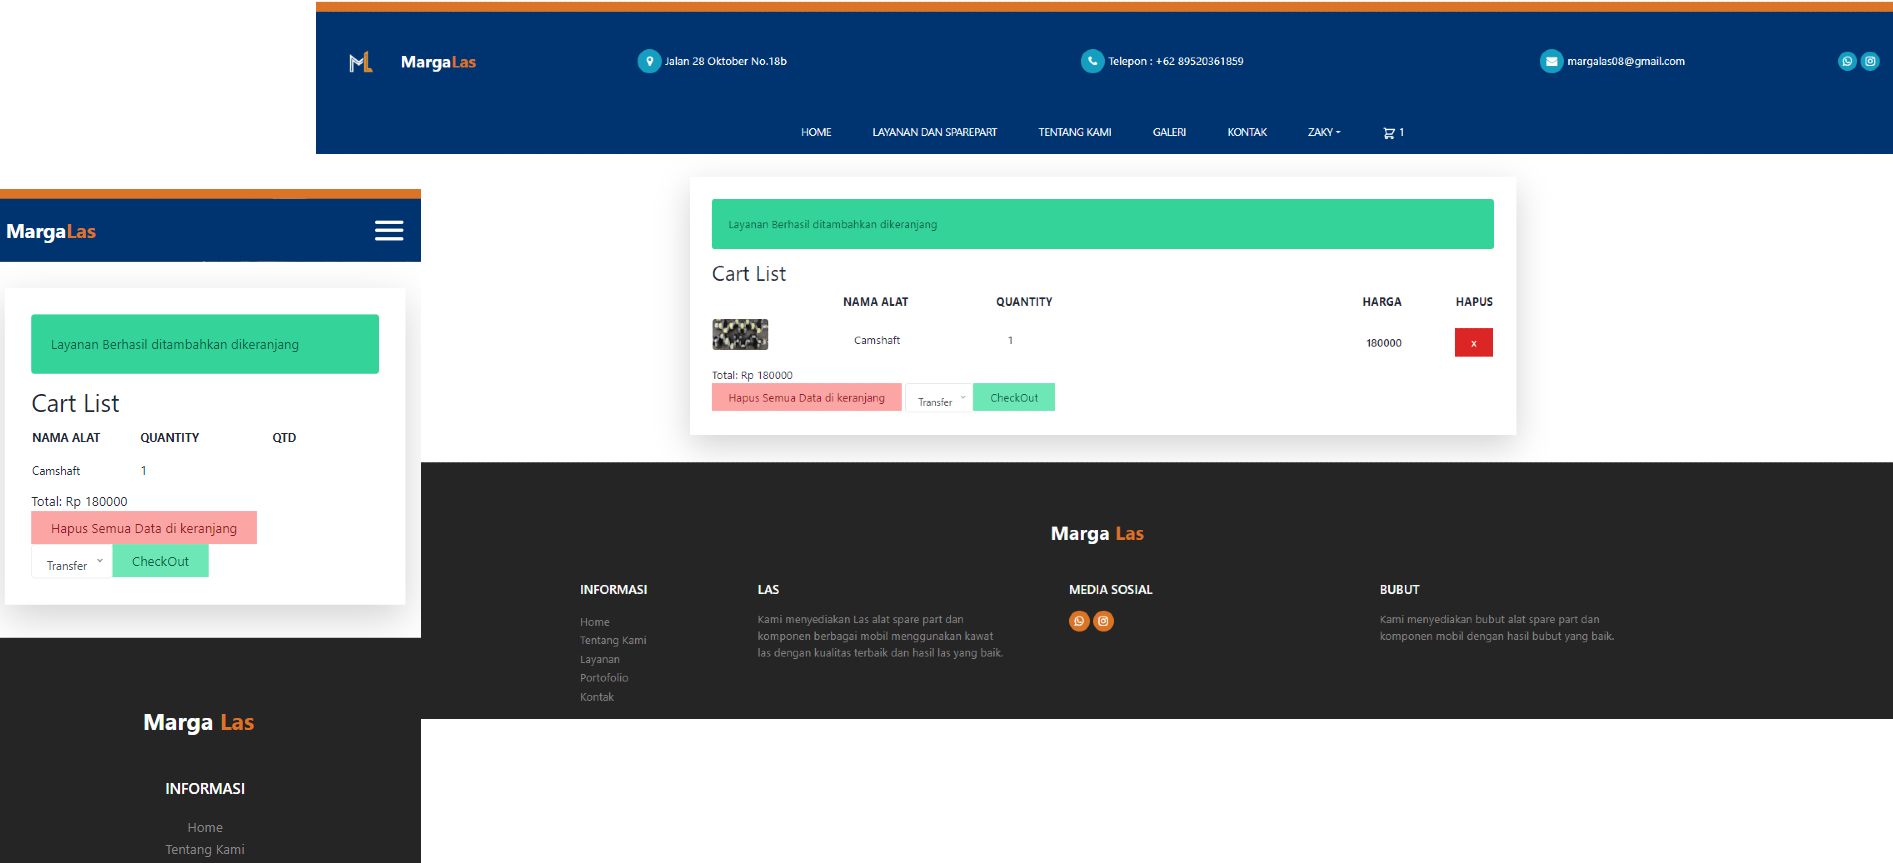 MargaLas
Jalan 28 Oktober No.18b
Telepon : +62 89520361859
margalas08@gmail.com
HOME
LAYANAN DAN SPAREPART
TENTANG KAMI
GALERI
KONTAK
ZAKY
1
Layanan Berhasil ditambahkan dikeranjang
Cart List
NAMA ALAT QUANTITY HARGA HAPUS
Camshaft 1 180000 x
Total: Rp 180000
Hapus Semua Data di keranjang Transfer CheckOut
Marga Las
INFORMASI
Home
Tentang Kami
Layanan
Portofolio
Kontak
LAS
Kami menyediakan Las alat spare part dan
komponen berbagai mobil menggunakan kawat
las dengan kualitas terbaik dan hasil las yang baik.
MEDIA SOSIAL
BUBUT
Kami menyediakan bubut alat spare part dan
komponen mobil dengan hasil bubut yang baik.
MargaLas
Layanan Berhasil ditambahkan dikeranjang
Cart List
NAMA ALAT QUANTITY QTD
Camshaft 1
Total: Rp 180000
Hapus Semua Data di keranjang
Transfer CheckOut
Marga Las
INFORMASI
Home
Tentang Kami